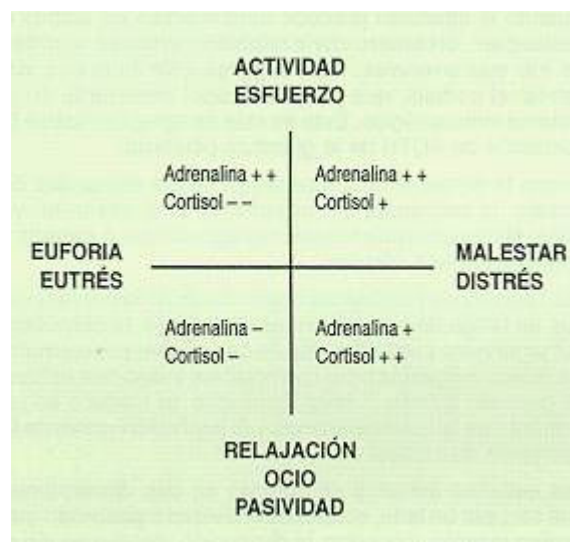 ACTIVIDAD
ESFUERZO
Adrenalina + +
Cortisol – –
Adrenalina + +
Cortisol +
EUFORIA
EUTRÉS
MALESTAR
DISTRÉS
Adrenalina –
Cortisol –
Adrenalina +
Cortisol + +
RELAJACIÓN
OCIO
PASIVIDAD